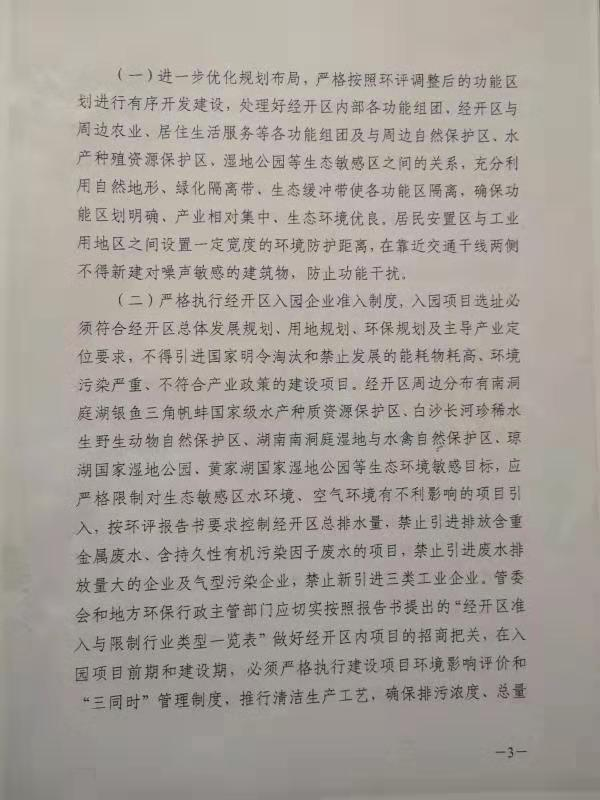 （一）进一步优化规划布局，严格按照环评调整后的功能区
划进行有序开发建设，处理好经开区内部各功能组团、经开区与
周边农业、居住生活服务等各功能组团及与周边自然保护区、水
产种殖资源保护区、湿地公园等生态敏感区之间的关系，充分利
用自然地形、绿化隔离带、生态缓冲带使各功能区隔离，确保功
能区划明确、产业相对集中、生态环境优良。居民安置区与工业
用地区之间设置一定宽度的环境防护距离，在靠近交通干线两侧
不得新建对噪声敏感的建筑物，防止功能干扰。
（二）严格执行经开区入园企业准入制度，入园项目选址必
须符合经开区总体发展规划、用地规划、环保规划及主导产业定
位要求，不得引进国家明令淘汰和禁止发展的能耗物耗高、环境
污染严重、不符合产业政策的建设项目。经开区周边分布有南洞
庭湖银鱼三角帆蚌国家级水产种质资源保护区、白沙长河珍稀水
生野生动物自然保护区、湖南南洞庭湿地与水禽自然保护区、琼
湖国家湿地公园、黄家湖国家湿地公园等生态环境敏感目标，应
严格限制对生态敏感区水环境、空气环境有不利影响的项目引
入，按环评报告书要求控制经开区总排水量，禁止引进排放含重
金属废水、含持久性有机污染因子废水的项目，禁止引进废水排
放量大的企业及气型污染企业，禁止新引进三类工业企业。管委
会和地方环保行政主管部门应切实按照报告书提出的“经开区准
入与限制行业类型一览表”做好经开区内项目的招商把关，在入
园项目前期和建设期，必须严格执行建设项目环境影响评价和
“三同时”管理制度，推行清洁生产工艺，确保排污浓度、总量
—3—